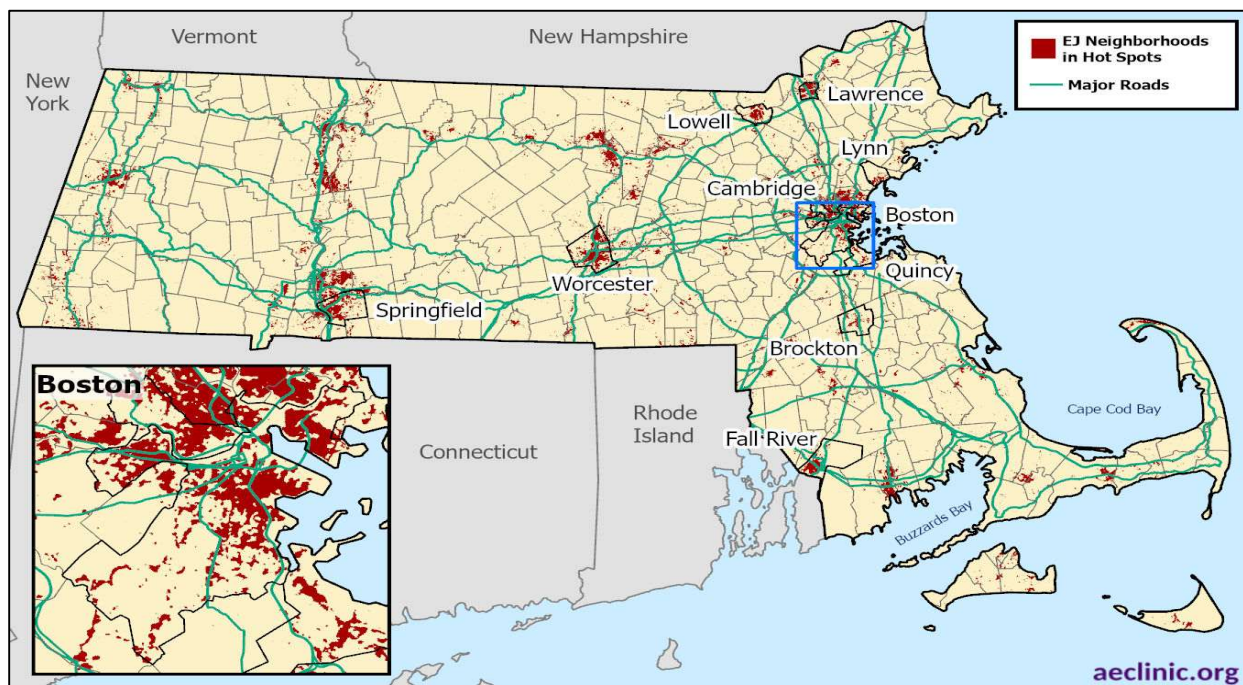 Vermont
New Hampshire
New
York
EJ Neighborhoods
in Hot Spots
Major Roads
Lawrence
Lowell
Lynn
Cambridge
Boston
Quincy
Worcester
Springfield
Brockton
Boston
Cape Cod Bay
Rhode
Island
Fall River
Connecticut
Buzzards Bay
aeclinic.org